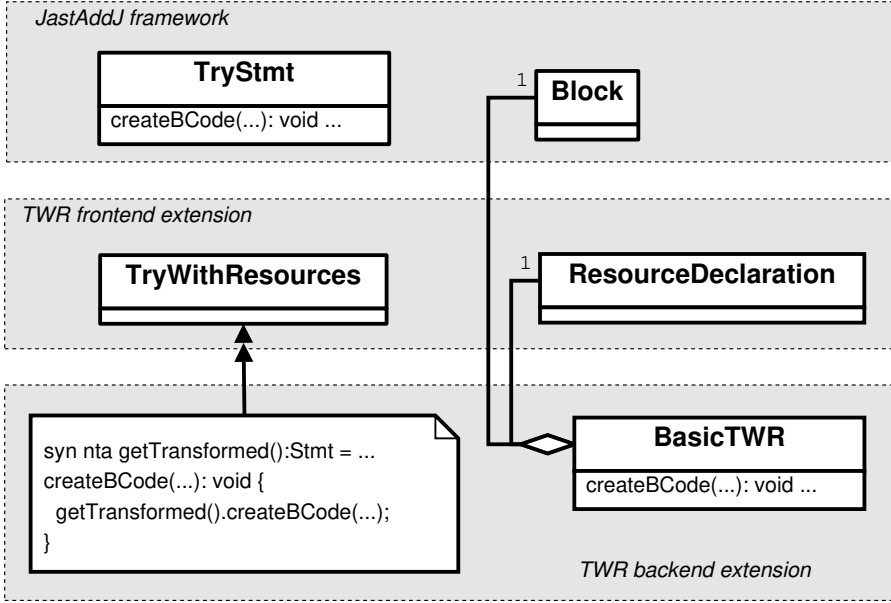 JastAddJ framework
TryStmt
createBCode(...): void ...
1
Block
TWR frontend extension
TryWithResources
1
ResourceDeclaration
syn nta getTransformed():Stmt = ...
createBCode(...): void {
getTransformed().createBCode(...);
}
BasicTWR
createBCode(...): void ...
TWR backend extension